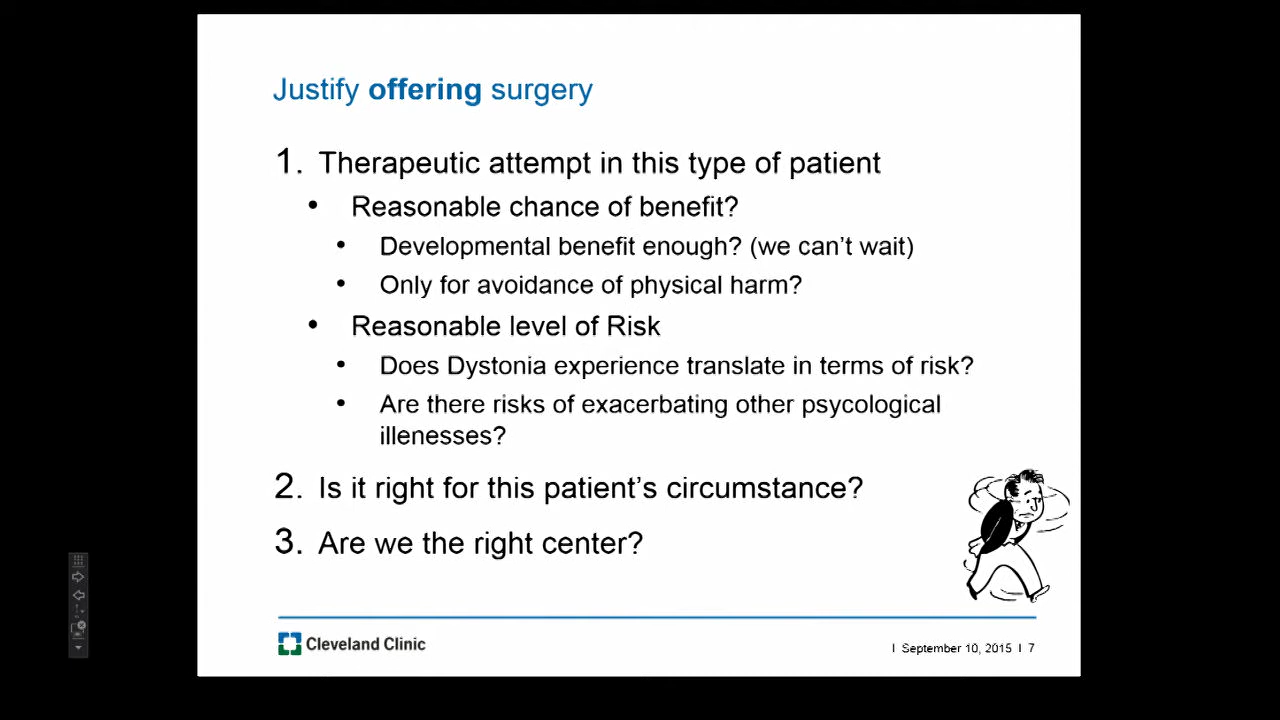 Justify offering surgery
1. Therapeutic attempt in this type of patient
• Reasonable chance of benefit?
• Developmental benefit enough? (we can't wait)
• Only for avoidance of physical harm?
• Reasonable level of Risk
• Does Dystonia experience translate in terms of risk?
• Are there risks of exacerbating other psycological
illenesses?
2. Is it right for this patient's circumstance?
3. Are we the right center?
Cleveland Clinic
l September 10, 2015 l 7